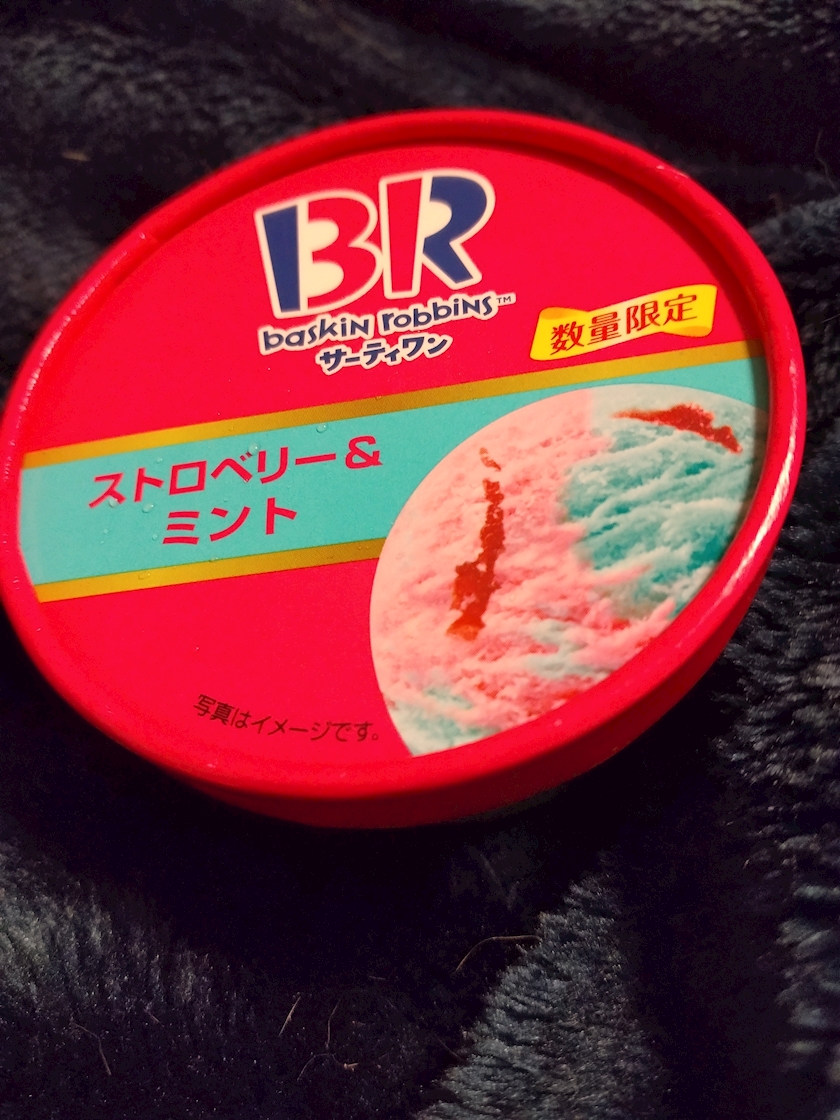 BR
baskin robbins™
サーティワン
数量限定
ストロベリー&
ミント
写真はイメージです。